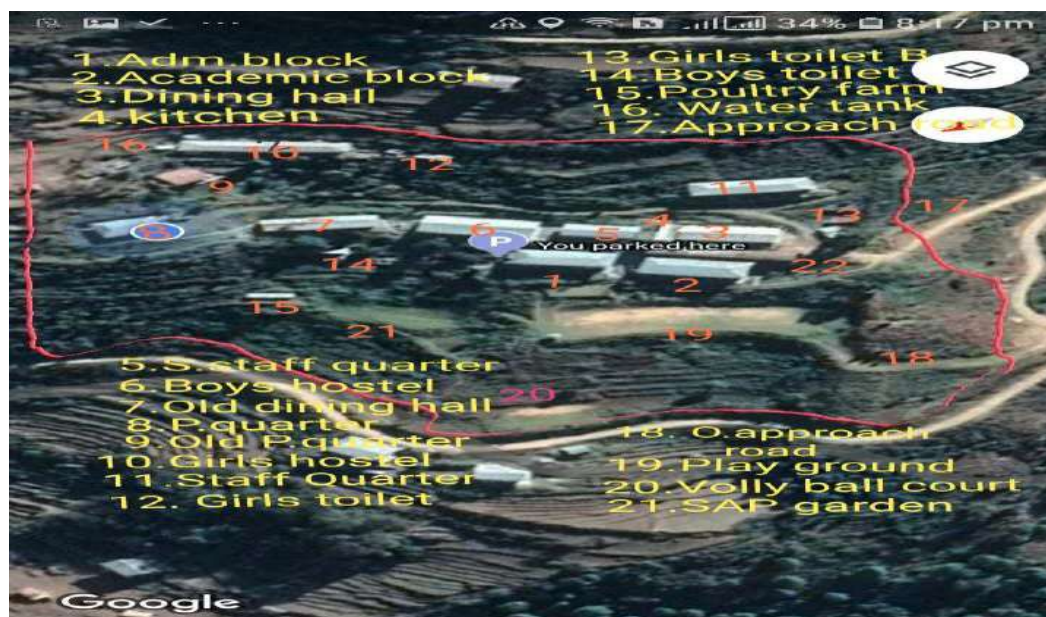 34% 8:17 pm
1.Adm.block
2.Academic block
3.Dining hall
4.kitchen
13.Girls toilet B
14.Boys toilet
15.Poultry farm
16. Water tank
17.Approach road
16
10
12
9
11
17
8
7
6
5
4
3
13
P
You parked here
14
1
2
22
15
21
19
18
5.S.staff quarter
6.Boys hostel
7.Old dining hall
8.P.quarter
9.Old P.quarter
10.Girls hostel
11.Staff Quarter
12. Girls toilet
20
18. O.approach
road
19.Play ground
20.Volly ball court
21.SAP garden
Google